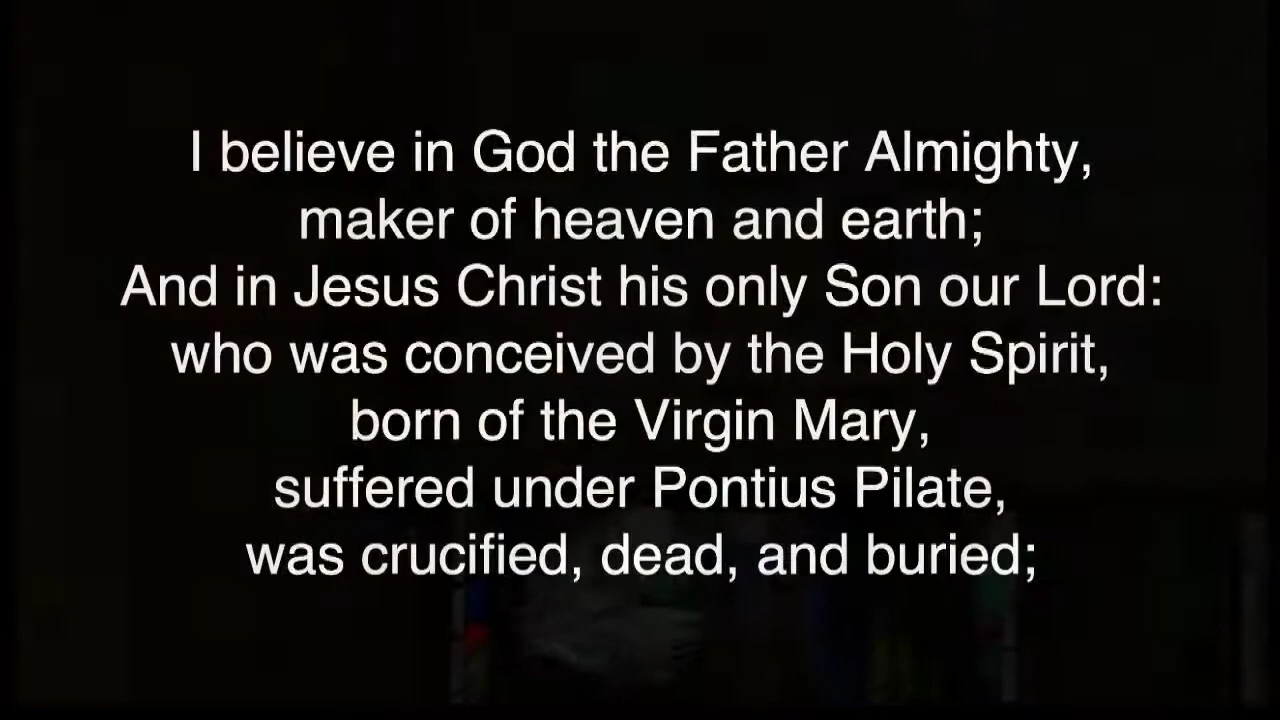 I believe in God the Father Almighty,
maker of heaven and earth;
And in Jesus Christ his only Son our Lord:
who was conceived by the Holy Spirit,
born of the Virgin Mary,
suffered under Pontius Pilate,
was crucified, dead, and buried;